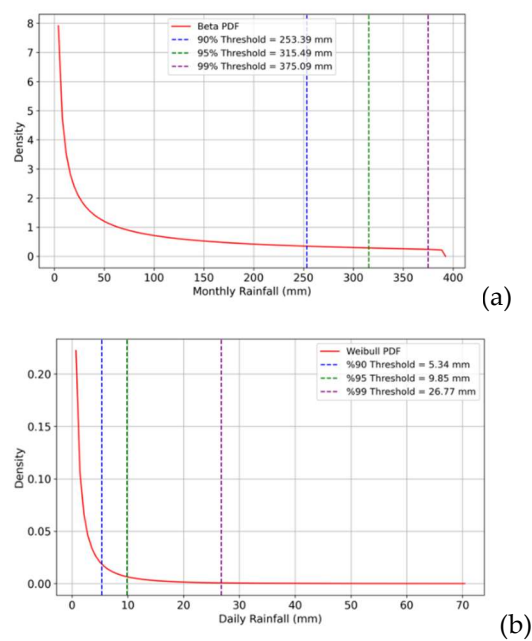 8
7
6
5
4
3
2
1
0
Density
Beta PDF
90% Threshold = 253.39 mm
95% Threshold = 315.49 mm
99% Threshold = 375.09 mm
0 50 100 150 200 250 300 350 400
Monthly Rainfall (mm)
(a)
0.20
0.15
0.10
0.05
0.00
Density
Weibull PDF
%90 Threshold = 5.34 mm
%95 Threshold = 9.85 mm
%99 Threshold = 26.77 mm
0 10 20 30 40 50 60 70
Daily Rainfall (mm)
(b)